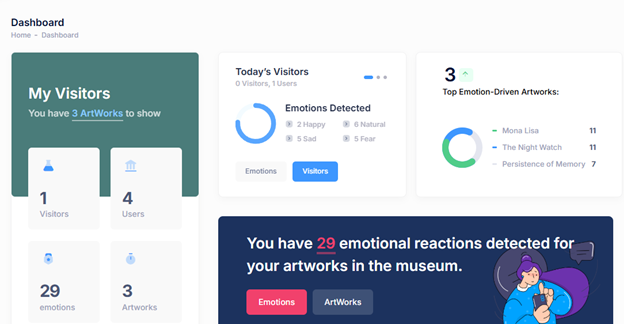 Dashboard
Home - Dashboard
My Visitors
You have 3 ArtWorks to show
1
Visitors
4
Users
29
emotions
3
Artworks
Today's Visitors
0 Visitors, 1 Users
Emotions Detected
2 Happy
6 Natural
5 Sad
5 Fear
Emotions
Visitors
3
Top Emotion-Driven Artworks:
Mona Lisa 11
The Night Watch 11
Persistence of Memory 7
You have 29 emotional reactions detected for
your artworks in the museum.
Emotions
ArtWorks